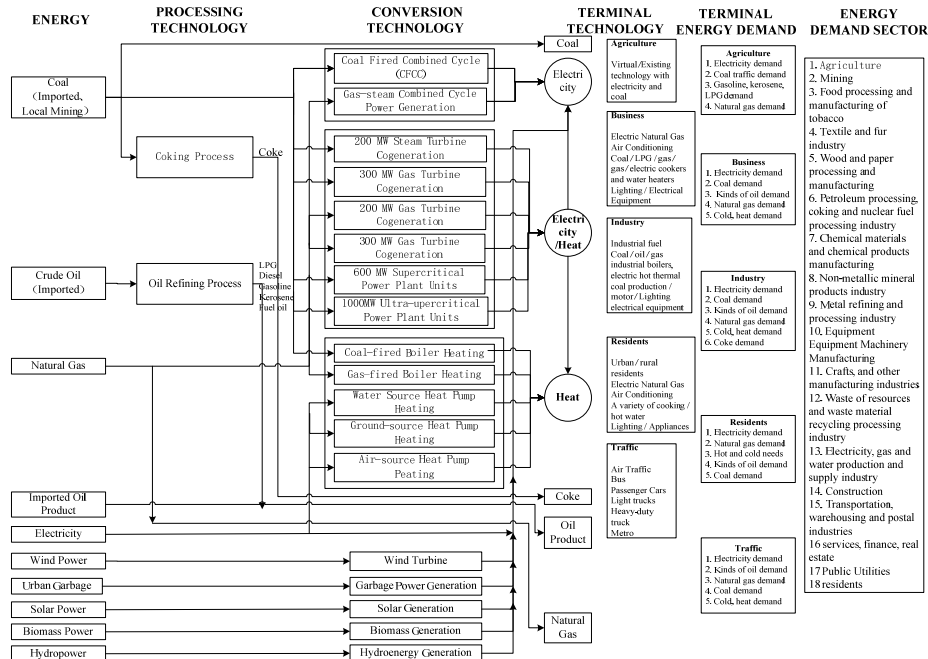 ENERGY
PROCESSING
TECHNOLOGY
CONVERSION
TECHNOLOGY
TERMINAL
TECHNOLOGY
TERMINAL
ENERGY DEMAND
ENERGY
DEMAND SECTOR
Coal
(Imported,
Local Mining)
Crude Oil
(Imported)
Natural Gas
Imported Oil
Product
Electricity
Wind Power
Urban Garbage
Solar Power
Biomass Power
Hydropower
Coking Process
Coke
Oil Refining Process
LPG
Diesel
Gasoline
Kerosene
Fuel oil
Coal Fired Combined Cycle
(CFCC)
Gas-steam Combined Cycle
Power Generation
200 MW Steam Turbine
Cogeneration
300 MW Gas Turbine
Cogeneration
200 MW Gas Turbine
Cogeneration
300 MW Gas Turbine
Cogeneration
600 MW Supercritical
Power Plant Units
1000MW Ultra-upercritical
Power Plant Units
Coal-fired Boiler Heating
Gas-fired Boiler Heating
Water Source Heat Pump
Heating
Ground-source Heat Pump
Heating
Air-source Heat Pump
Peating
Wind Turbine
Garbage Power Generation
Solar Generation
Biomass Generation
Hydroenergy Generation
Coal
Electri
city
Electri
city
/Heat
Heat
Coke
Oil
Product
Natural
Gas
Agriculture
Virtual/Existing
technology with
electricity and
coal
Business
Electric Natural Gas
Air Conditioning
Coal/LPG/gas/
gas/electric cookers
and water heaters
Lighting/Electrical
Equipment
Industry
Industrial fuel
Coal/oil/gas
industrial boilers,
electric hot thermal
coal production/
motor/Lighting
electrical equipment
Residents
Urban/rural
residents
Electric Natural Gas
Air Conditioning
A variety of cooking/
hot water
Lighting/Appliances
Traffic
Air Traffic
Bus
Passenger Cars
Light trucks
Heavy-duty
truck
Metro
Agriculture
1. Electricity demand
2. Coal traffic demand
3. Gasoline, kerosene,
LPG demand
4. Natural gas demand
Business
1. Electricity demand
2. Coal demand
3. Kinds of oil demand
4. Natural gas demand
5. Cold, heat demand
Industry
1. Electricity demand
2. Coal demand
3. Kinds of oil demand
4. Natural gas demand
5. Cold, heat demand
6. Coke demand
Residents
1. Electricity demand
2. Natural gas demand
3. Hot and cold needs
4. Kinds of oil demand
5. Coal demand
Traffic
1. Electricity demand
2. Kinds of oil demand
3. Natural gas demand
4. Coal demand
5. Cold, heat demand
1. Agriculture
2. Mining
3. Food processing and
manufacturing of
tobacco
4. Textile and fur
industry
5. Wood and paper
processing and
manufacturing
6. Petroleum processing,
coking and nuclear fuel
processing industry
7. Chemical materials
and chemical products
manufacturing
8. Non-metallic mineral
products industry
9. Metal refining and
processing industry
10. Equipment
Equipment Machinery
Manufacturing
11. Crafts, and other
manufacturing industries
12. Waste of resources
and waste material
recycling processing
industry
13. Electricity, gas and
water production and
supply industry
14. Construction
15. Transportation,
warehousing and postal
industries
16 services, finance, real
estate
17 Public Utilities
18 residents